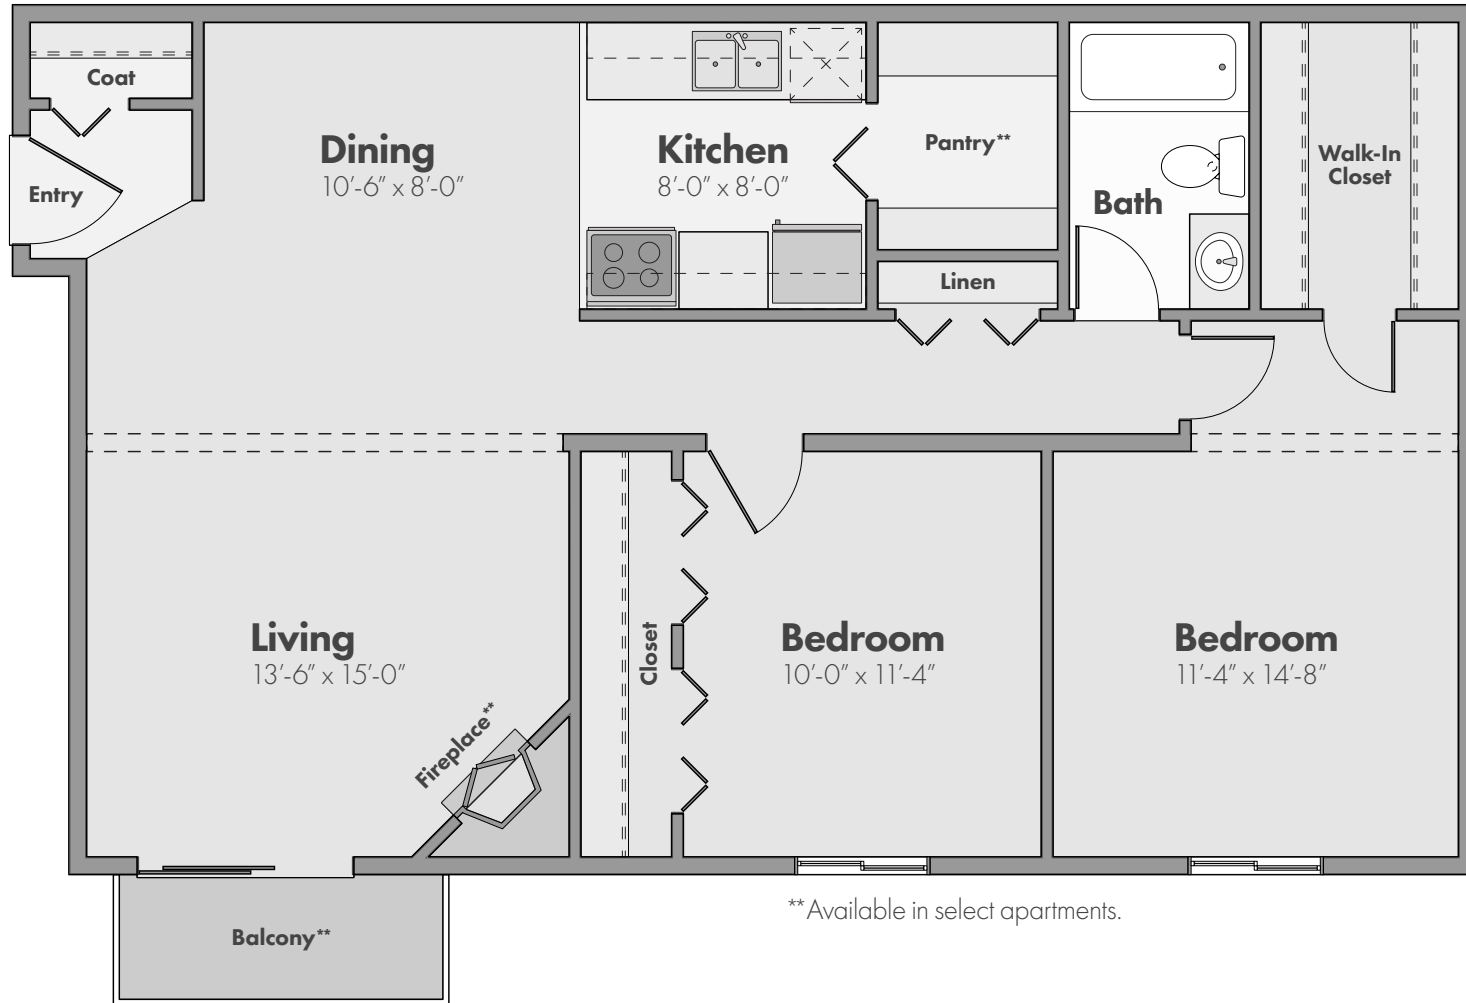 Coat
Entry
Dining
10'-6" x 8'-0"
Kitchen
8'-0" x 8'-0"
Pantry**
Linen
Bath
Walk-In
Closet
Living
13'-6" x 15'-0"
Fireplace**
Closet
Bedroom
10'-0" x 11'-4"
Bedroom
11'-4" x 14'-8"
Balcony**
**Available in select apartments.